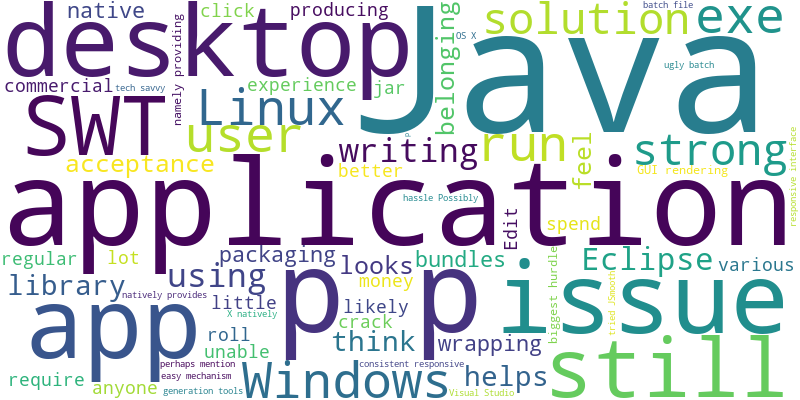 native click producing solution batch file exe
desktop Java
OS X
ugly batch
commercial namely providing experience jar belonging
tech savvy
SWT Linux user writing run feel strong
p
acceptance better GUI rendering
responsive interface
application
hassle Possibly
Edit spend
regular lot packaging looks bundles Eclipse various
library using money
natively provides little likely p p issue
app X natively crack biggest hurdle tried JSmooth
roll think wrapping
unable
perhaps mention consistent responsive still
require easy mechanism Windows helps
anyone generation tools Visual Studio